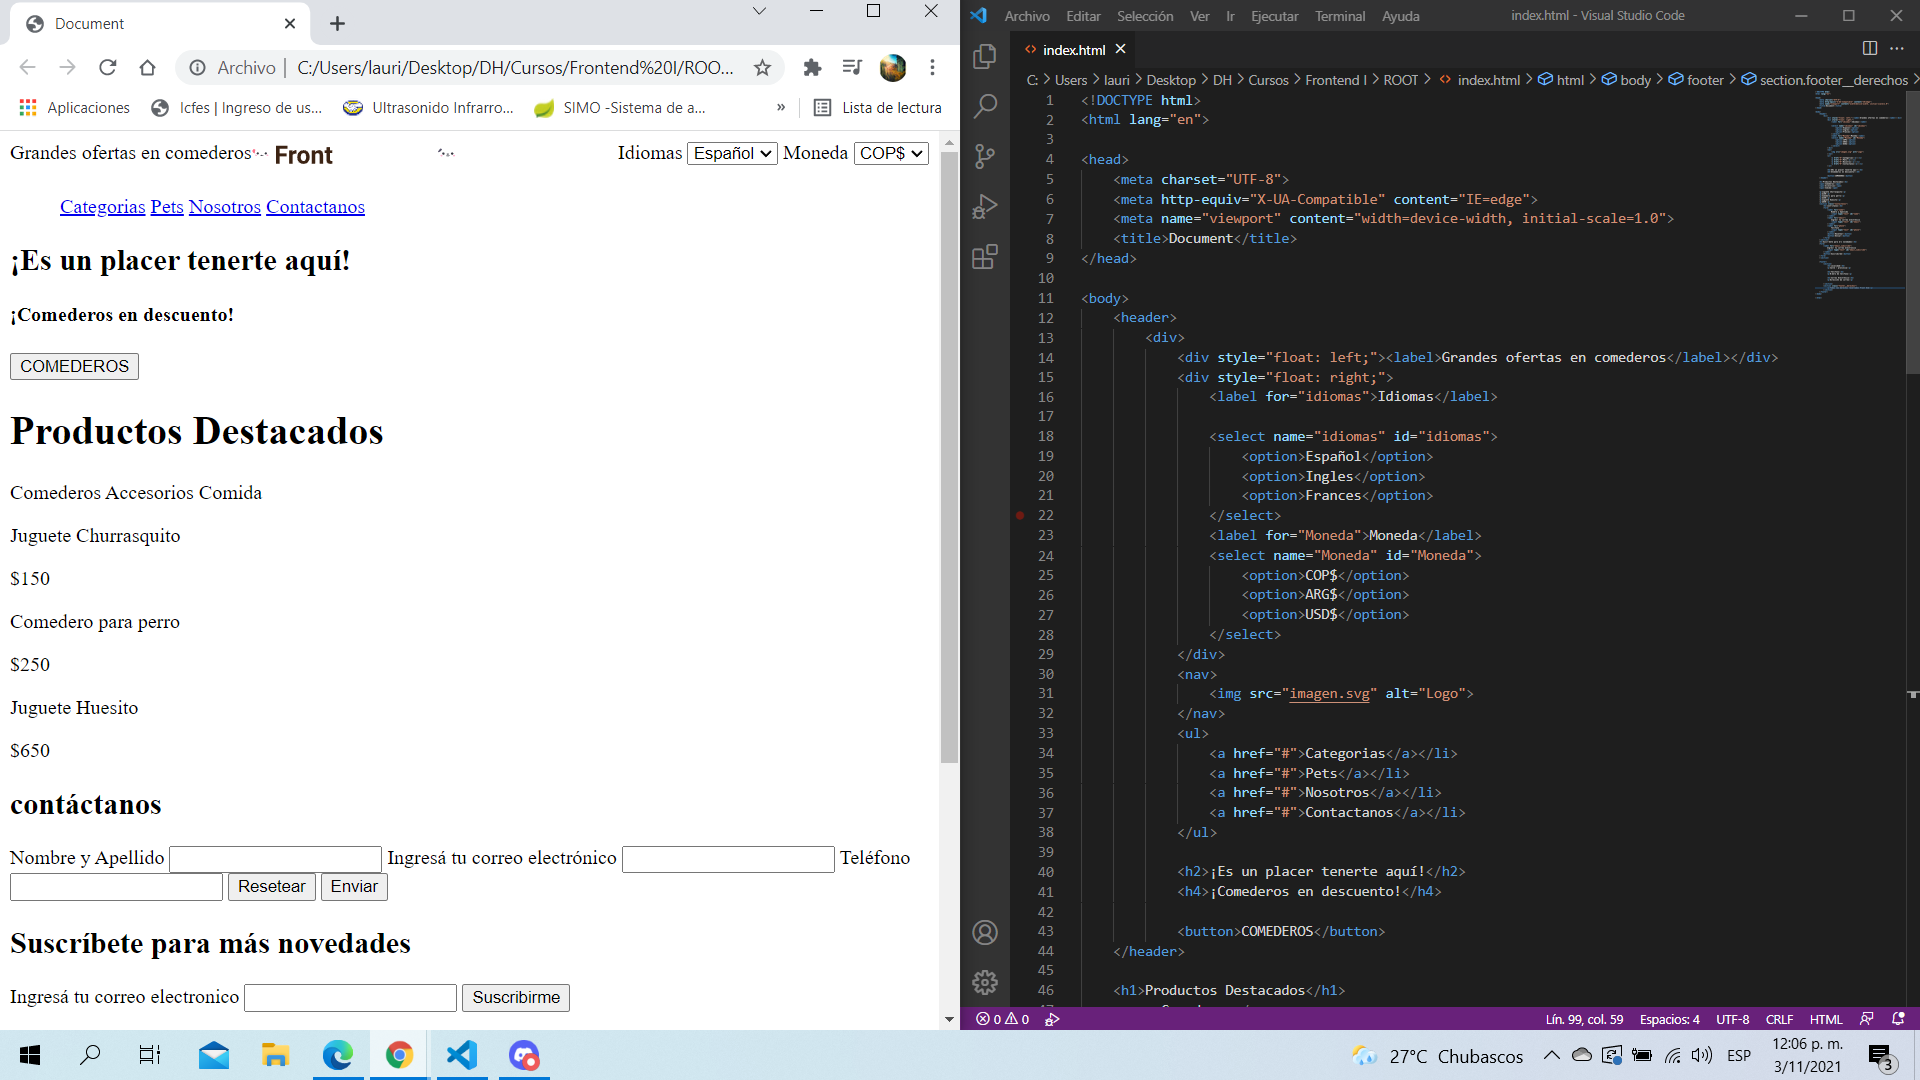 Document
Archivo
C:/Users/lauri/Desktop/DH/Cursos/Frontend%20I/ROO...
Aplicaciones
Icfes | Ingreso de us...
Ultrasonido Infrarro...
SIMO -Sistema de a...
»
Lista de lectura
Grandes ofertas en comederos
Front
Idiomas Español Moneda COP$
Categorias Pets Nosotros Contactanos
¡Es un placer tenerte aquí!
¡Comederos en descuento!
COMEDEROS
Productos Destacados
Comederos Accesorios Comida
Juguete Churrasquito
$150
Comedero para perro
$250
Juguete Huesito
$650
contáctanos
Nombre y Apellido Ingresá tu correo electrónico Teléfono
Resetear Enviar
Suscríbete para más novedades
Ingresá tu correo electronico Suscribirme
Archivo Editar Selección Ver Ir Ejecutar Terminal Ayuda
index.html - Visual Studio Code
index.html
C: > Users > lauri > Desktop > DH > Cursos > Frontend I > ROOT > index.html > html > body > footer > section.footer__derechos >
1 <!DOCTYPE html>
2 <html lang="en">
3
4 <head>
5 <meta charset="UTF-8">
6 <meta http-equiv="X-UA-Compatible" content="IE=edge">
7 <meta name="viewport" content="width=device-width, initial-scale=1.0">
8 <title>Document</title>
9 </head>
10
11 <body>
12 <header>
13 <div>
14 <div style="float: left;"><label>Grandes ofertas en comederos</label></div>
15 <div style="float: right;">
16 <label for="idiomas">Idiomas</label>
17
18 <select name="idiomas" id="idiomas">
19 <option>Español</option>
20 <option>Ingles</option>
21 <option>Frances</option>
22 </select>
23 <label for="Moneda">Moneda</label>
24 <select name="Moneda" id="Moneda">
25 <option>COP$</option>
26 <option>ARG$</option>
27 <option>USD$</option>
28 </select>
29 </div>
30 <nav>
31 <img src="imagen.svg" alt="Logo">
32 </nav>
33 <ul>
34 <a href="#">Categorias</a></li>
35 <a href="#">Pets</a></li>
36 <a href="#">Nosotros</a></li>
37 <a href="#">Contactanos</a></li>
38 </ul>
39
40 <h2>¡Es un placer tenerte aquí!</h2>
41 <h4>¡Comederos en descuento!</h4>
42
43 <button>COMEDEROS</button>
44 </header>
45
46 <h1>Productos Destacados</h1>
0 0
Lín. 99, col. 59 Espacios: 4 UTF-8 CRLF HTML
27°C Chubascos
ESP
12:06 p. m.
3/11/2021
3